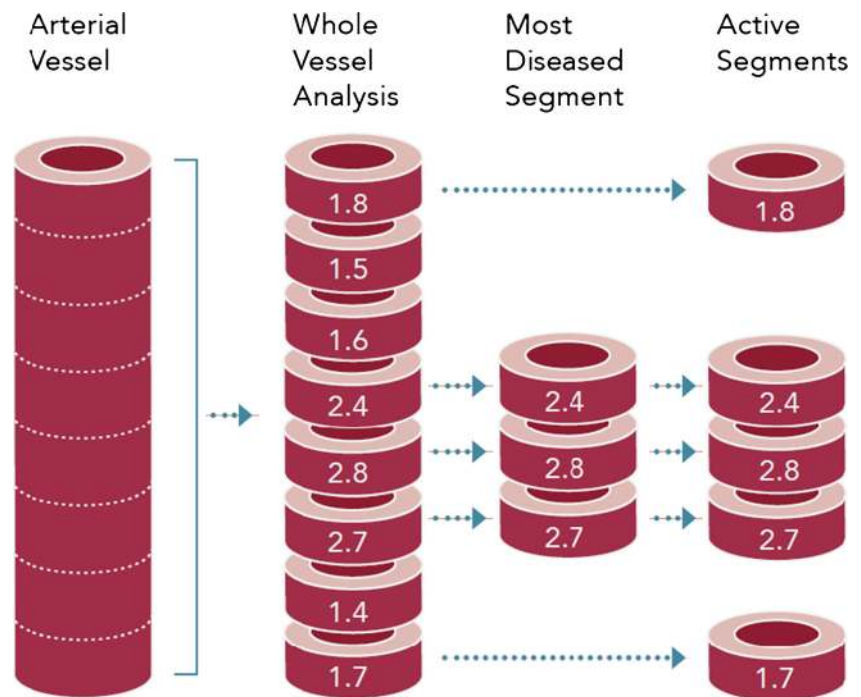 Arterial
Vessel
Whole
Vessel
Analysis
Most
Diseased
Segment
Active
Segments
1.8
1.5
1.6
2.4
2.8
2.7
1.4
1.7
2.4
2.8
2.7
1.8
2.4
2.8
2.7
1.7